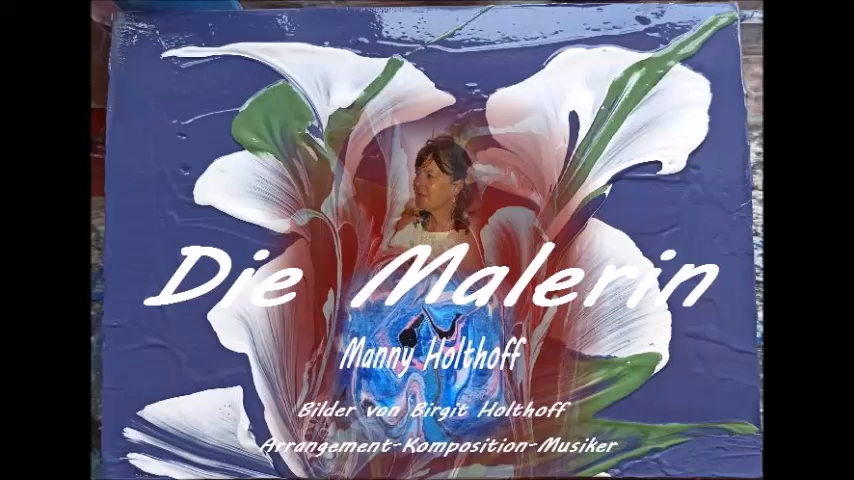 Die Malerin
Manny Holthoff
Bilder von Birgit Holthoff
Arrangement-Komposition-Musiker